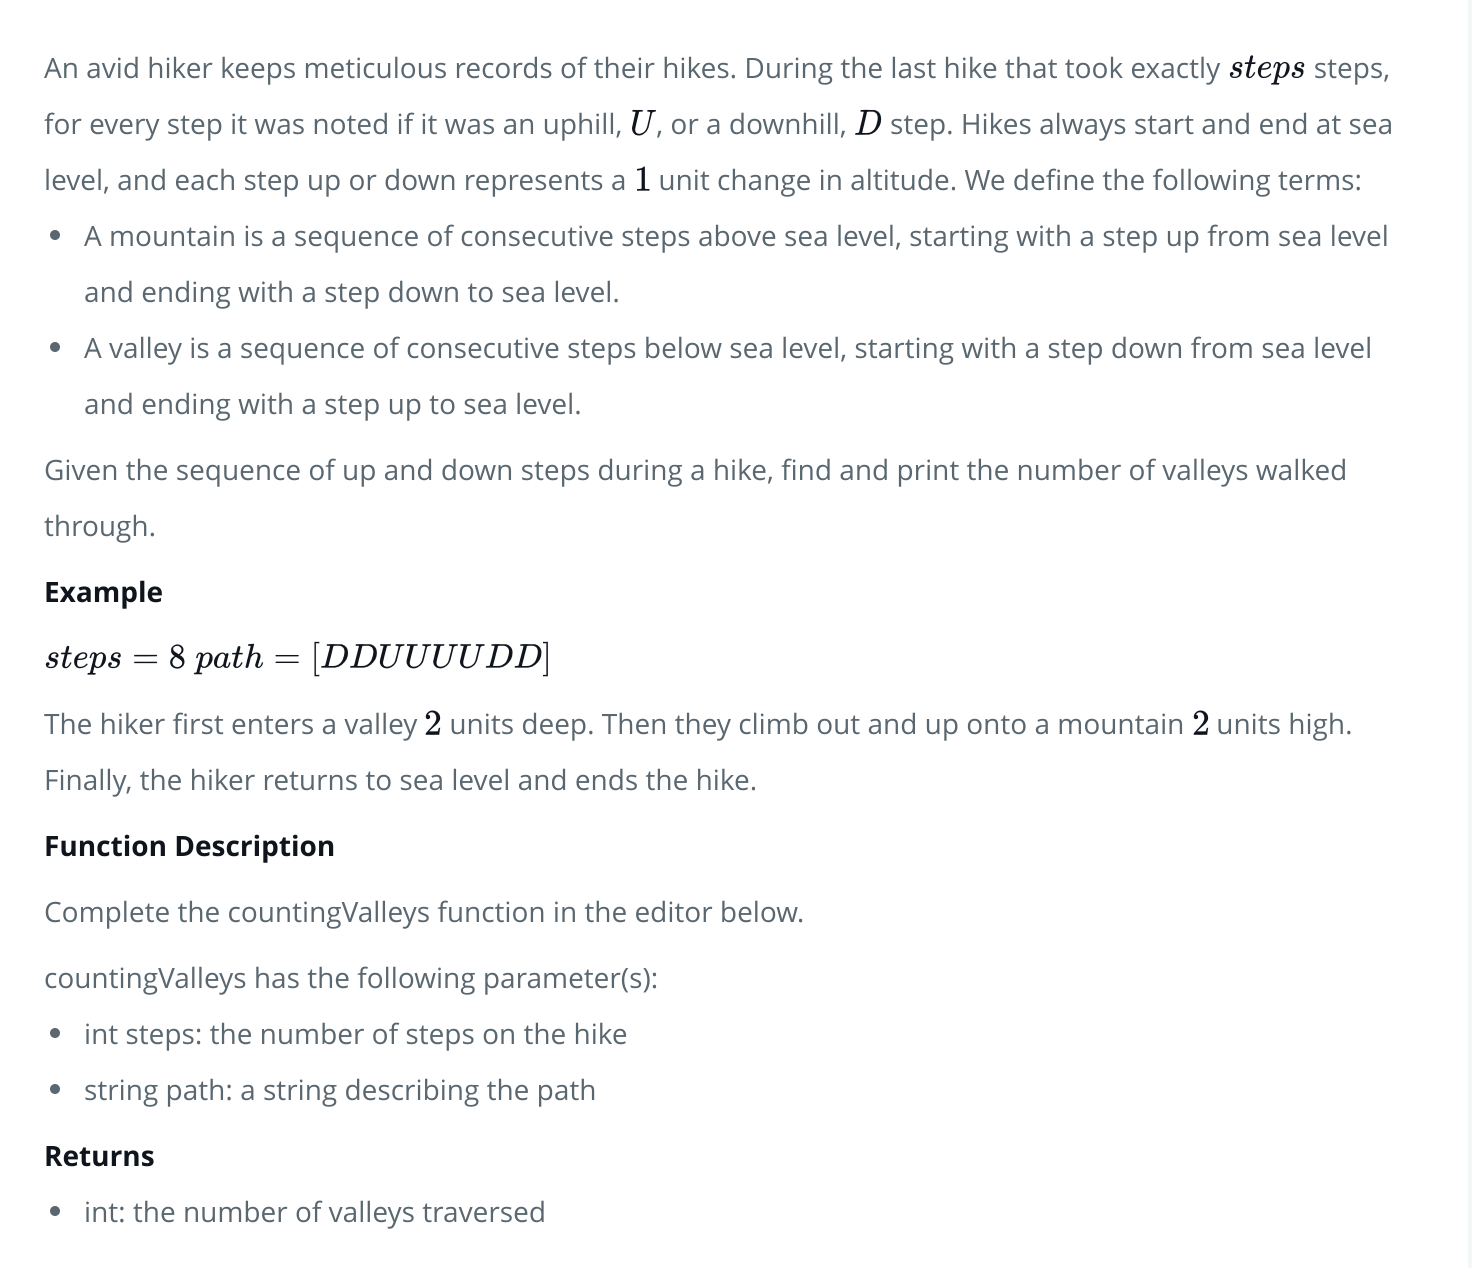 An avid hiker keeps meticulous records of their hikes. During the last hike that took exactly steps steps,
for every step it was noted if it was an uphill, U, or a downhill, D step. Hikes always start and end at sea
level, and each step up or down represents a 1 unit change in altitude. We define the following terms:
• A mountain is a sequence of consecutive steps above sea level, starting with a step up from sea level
and ending with a step down to sea level.
• A valley is a sequence of consecutive steps below sea level, starting with a step down from sea level
and ending with a step up to sea level.
Given the sequence of up and down steps during a hike, find and print the number of valleys walked
through.
Example
steps = 8 path = [DDUUUUDD]
The hiker first enters a valley 2 units deep. Then they climb out and up onto a mountain 2 units high.
Finally, the hiker returns to sea level and ends the hike.
Function Description
Complete the countingValleys function in the editor below.
countingValleys has the following parameter(s):
• int steps: the number of steps on the hike
• string path: a string describing the path
Returns
• int: the number of valleys traversed